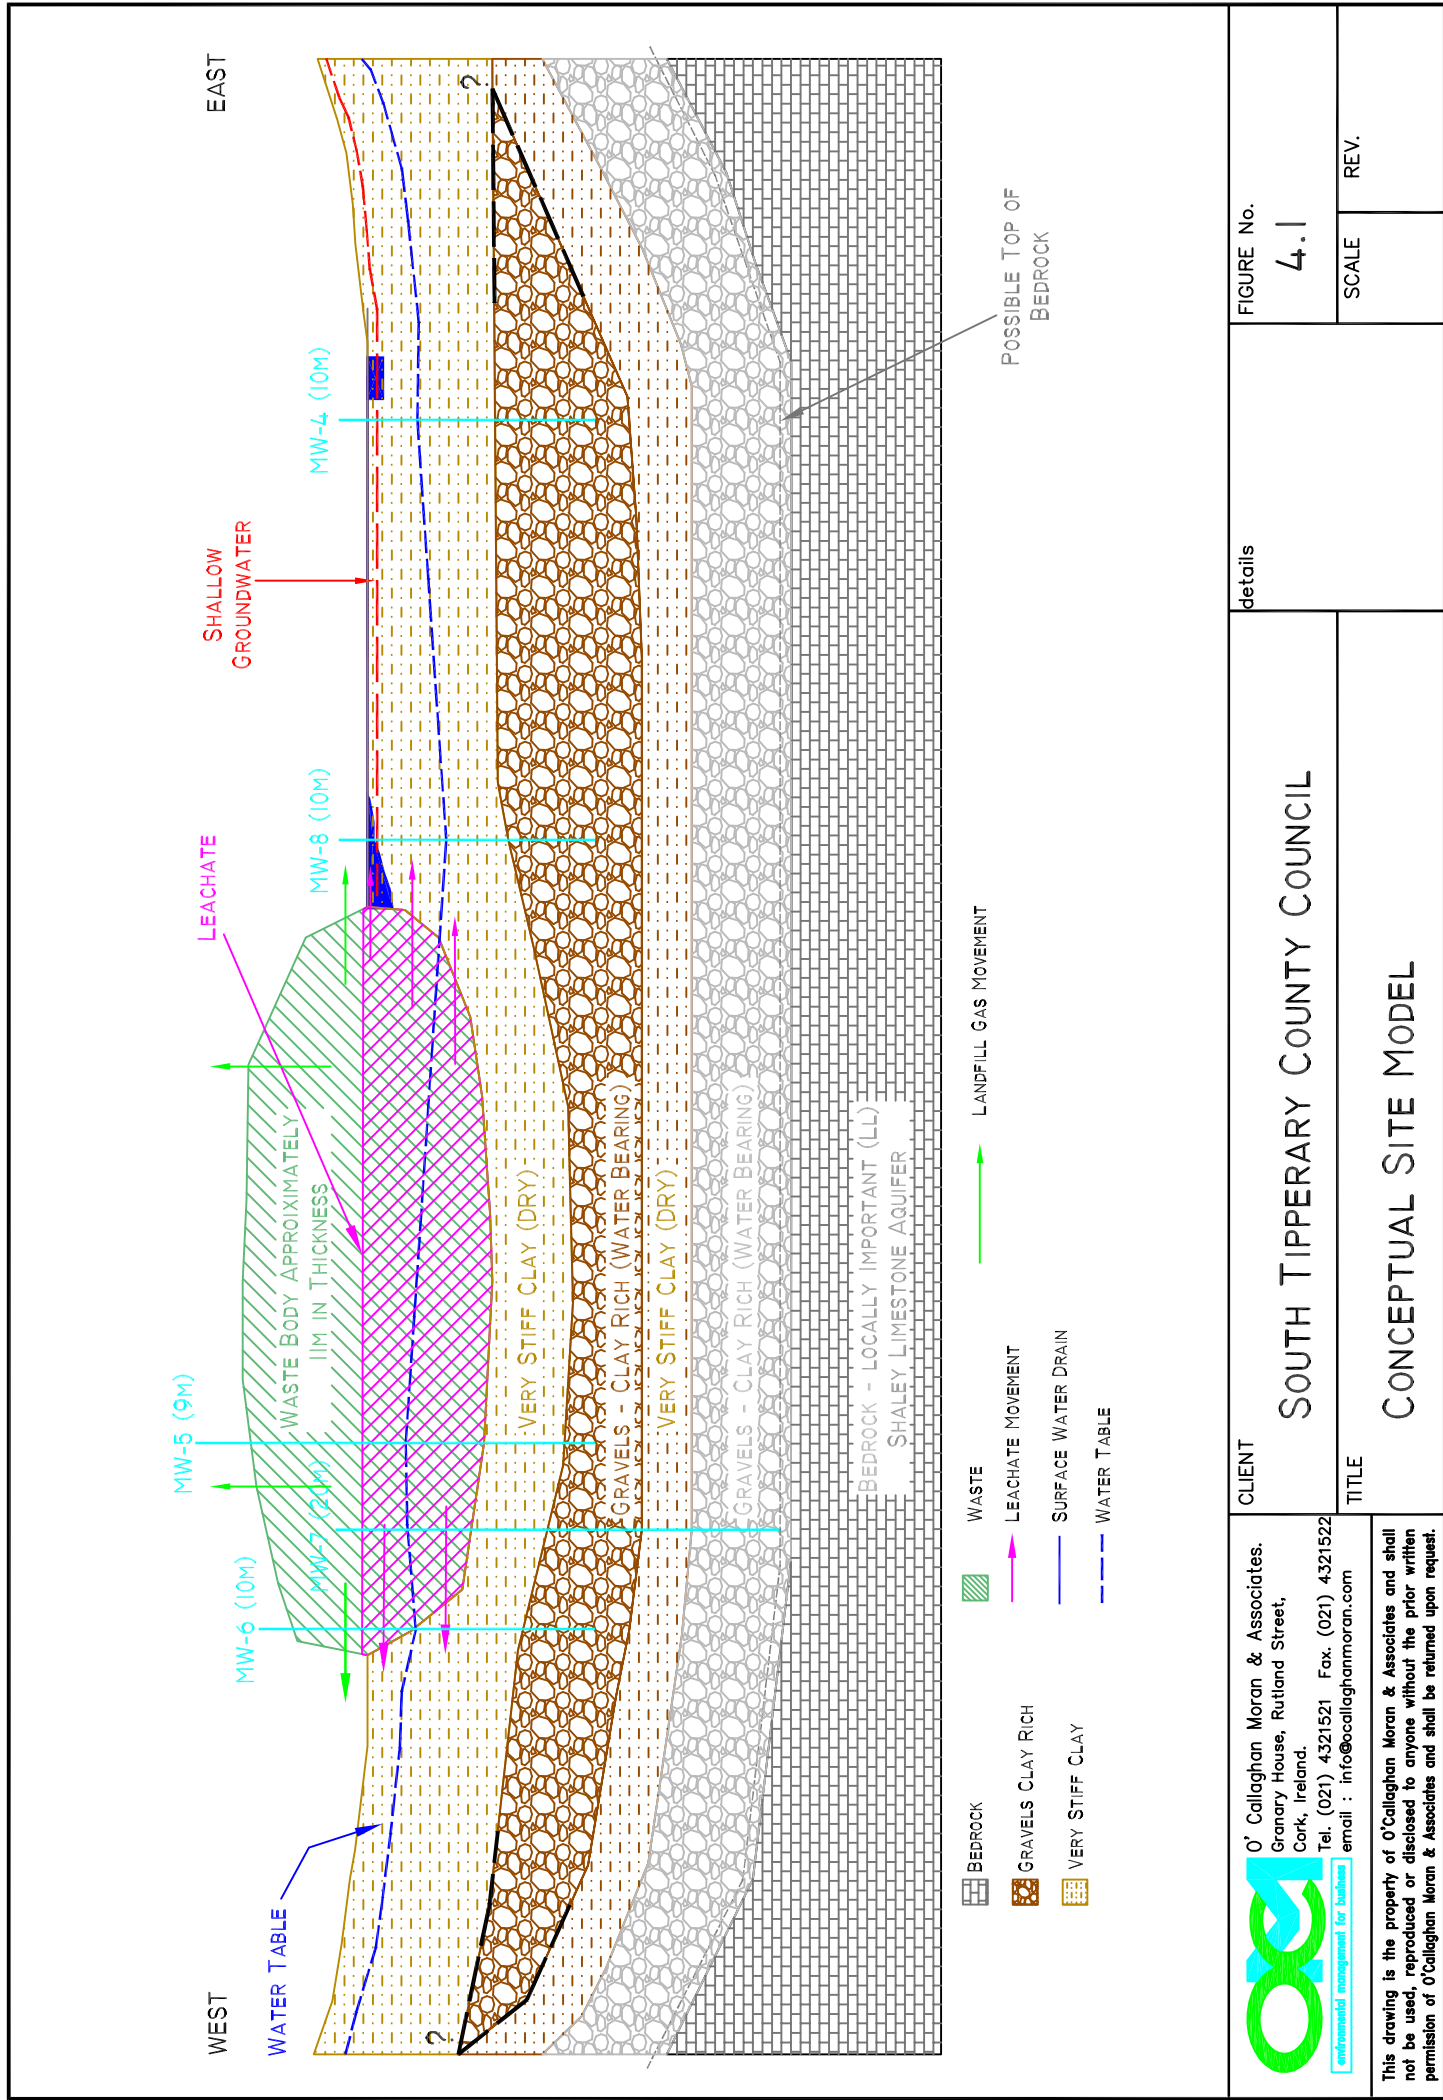 WEST
EAST
WATER TABLE
MW-6 (10M)
MW-5 (9M)
MW-7 (20M)
LEACHATE
MW-8 (10M)
SHALLOW
GROUNDWATER
MW-4 (10M)
WASTE BODY APPROIXIMATELY
11M IN THICKNESS
?
?
VERY STIFF CLAY (DRY)
GRAVELS - CLAY RICH (WATER BEARING)
VERY STIFF CLAY (DRY)
GRAVELS - CLAY RICH (WATER BEARING)
BEDROCK - LOCALLY IMPORTANT (LL)
SHALEY LIMESTONE AQUIFER
POSSIBLE TOP OF
BEDROCK
BEDROCK
GRAVELS CLAY RICH
VERY STIFF CLAY
WASTE
LEACHATE MOVEMENT
SURFACE WATER DRAIN
WATER TABLE
LANDFILL GAS MOVEMENT
OCM
environmental management for business
O' Callaghan Moran & Associates.
Granary House, Rutland Street,
Cork, Ireland.
Tel. (021) 4321521 Fax. (021) 4321522
email : info@ocallaghanmoran.com
This drawing is the property of O'Callaghan Moran & Associates and shall
not be used, reproduced or disclosed to anyone without the prior written
permission of O'Callaghan Moran & Associates and shall be returned upon request.
CLIENT
SOUTH TIPPERARY COUNTY COUNCIL
TITLE
CONCEPTUAL SITE MODEL
details
FIGURE No.
4.1
SCALE
REV.